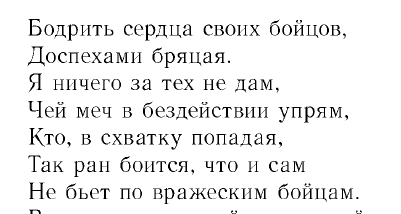 Бодрить сердца своих бойцов,
Доспехами бряцая.
Я ничего за тех не дам,
Чей меч в бездействии упрям,
Кто, в схватку попадая,
Так ран боится, что и сам
Не бьет по вражеским бойцам.